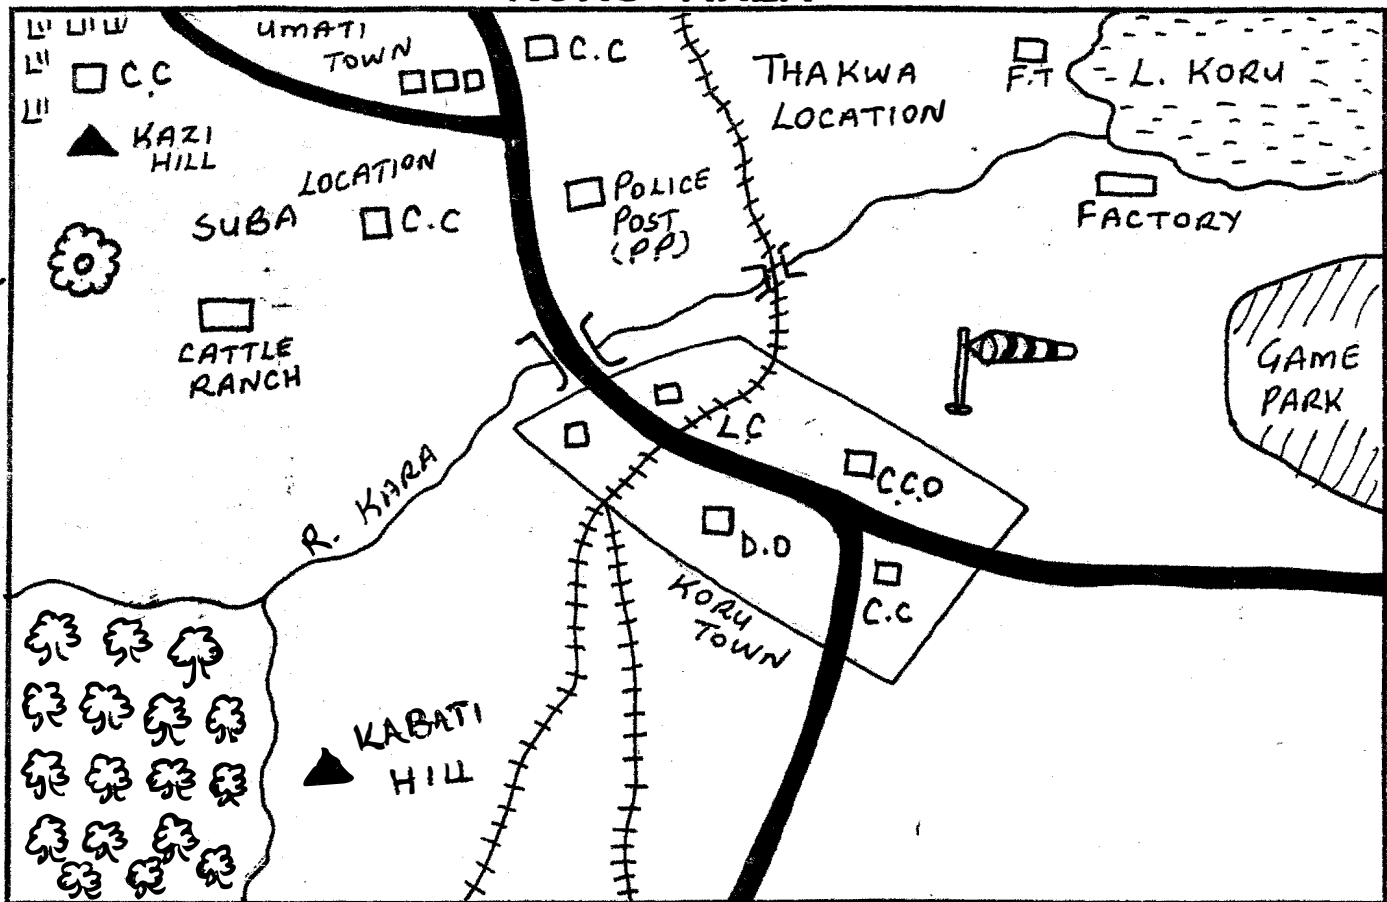 UMATI
TOWN
C.C
C.C
THAKWA
LOCATION
F.T
L. KORU
KAZI
HILL
SUBA LOCATION
C.C
POLICE
POST
(P.P)
FACTORY
CATTLE
RANCH
GAME
PARK
L.C
C.C.O
R. KARA
D.O
KORU
TOWN
C.C
KABATI
HILL